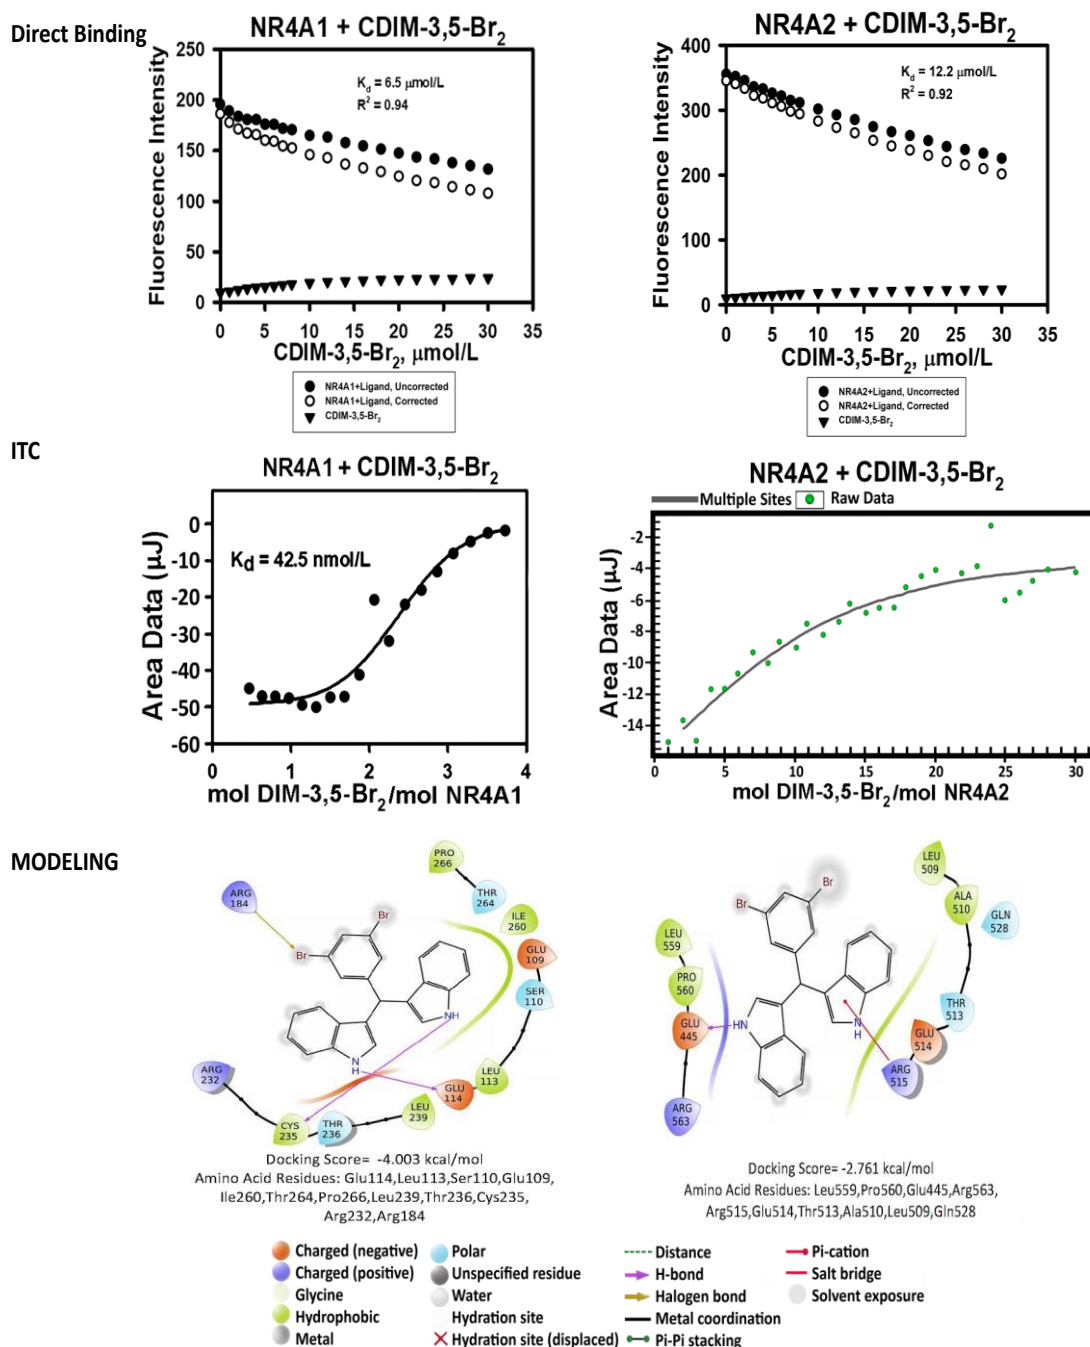 Direct Binding
NR4A1 + CDIM-3,5-Br2
Fluorescence Intensity
250
200
150
100
50
0
Kd = 6.5 µmol/L
R2 = 0.94
0 5 10 15 20 25 30 35
CDIM-3,5-Br2, µmol/L
NR4A1+Ligand, Uncorrected
NR4A1+Ligand, Corrected
CDIM-3,5-Br2
NR4A2 + CDIM-3,5-Br2
Fluorescence Intensity
400
300
200
100
0
Kd = 12.2 µmol/L
R2 = 0.92
0 5 10 15 20 25 30 35
CDIM-3,5-Br2, µmol/L
NR4A2+Ligand, Uncorrected
NR4A2+Ligand, Corrected
CDIM-3,5-Br2
ITC
NR4A1 + CDIM-3,5-Br2
Area Data (µJ)
0
-10
-20
-30
-40
-50
-60
Kd = 42.5 nmol/L
0 1 2 3 4
mol DIM-3,5-Br2/mol NR4A1
NR4A2 + CDIM-3,5-Br2
Multiple Sites Raw Data
Area Data (µJ)
-2
-4
-6
-8
-10
-12
-14
0 5 10 15 20 25 30
mol DIM-3,5-Br2/mol NR4A2
MODELING
PRO 266
THR 264
ARG 184
ILE 260
Br
Br
GLU 109
SER 110
NH
N
H
LEU 113
ARG 232
GLU 114
LEU 239
CYS 235
THR 236
Docking Score= -4.003 kcal/mol
Amino Acid Residues: Glu114,Leu113,Ser110,Glu109,
Ile260,Thr264,Pro266,Leu239,Thr236,Cys235,
Arg232,Arg184
LEU 509
Br
Br
ALA 510
GLN 528
LEU 559
PRO 560
THR 513
GLU 445
HN
N
H
GLU 514
ARG 515
ARG 563
Docking Score= -2.761 kcal/mol
Amino Acid Residues: Leu559,Pro560,Glu445,Arg563,
Arg515,Glu514,Thr513,Ala510,Leu509,Gln528
Charged (negative)
Charged (positive)
Glycine
Hydrophobic
Metal
Polar
Unspecified residue
Water
Hydration site
Hydration site (displaced)
Distance
H-bond
Halogen bond
Metal coordination
Pi-Pi stacking
Pi-cation
Salt bridge
Solvent exposure